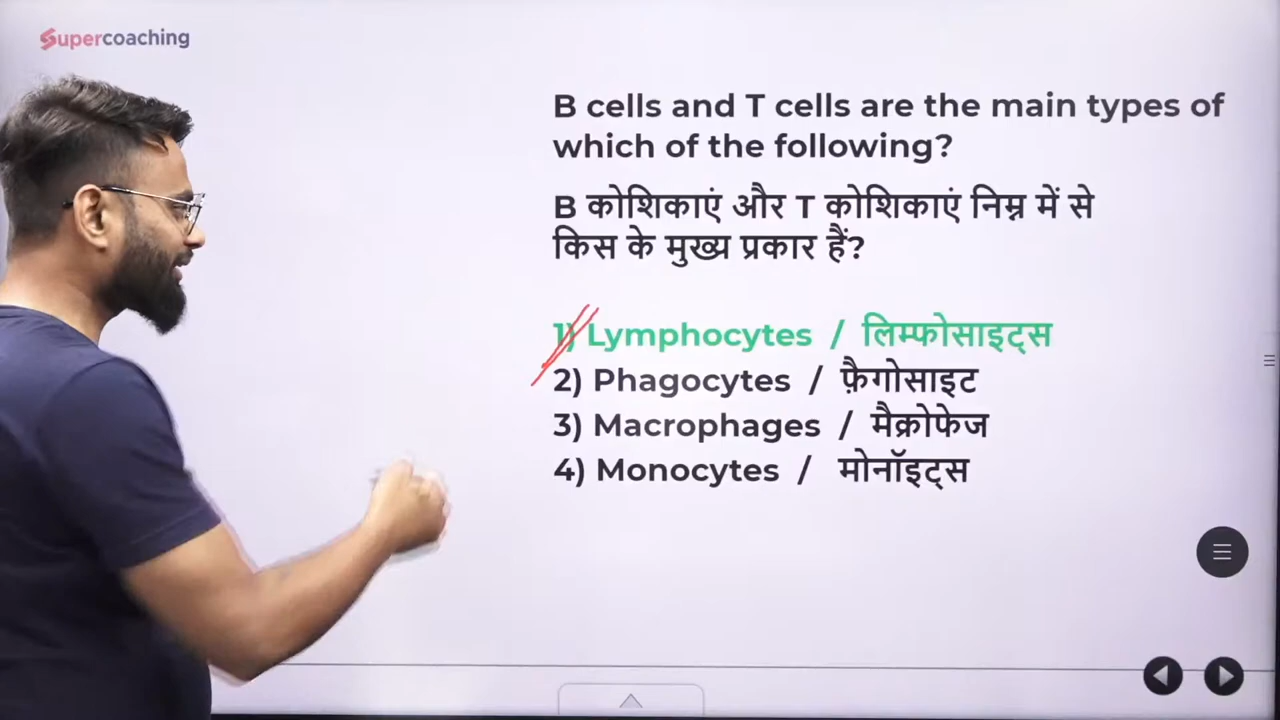 Supercoaching
B cells and T cells are the main types of
which of the following?
B कोशिकाएं और T कोशिकाएं निम्न में से
किस के मुख्य प्रकार हैं?
1) Lymphocytes / लिम्फोसाइट्स
2) Phagocytes / फ़ैगोसाइट
3) Macrophages / मैक्रोफेज
4) Monocytes / मोनॉइट्स